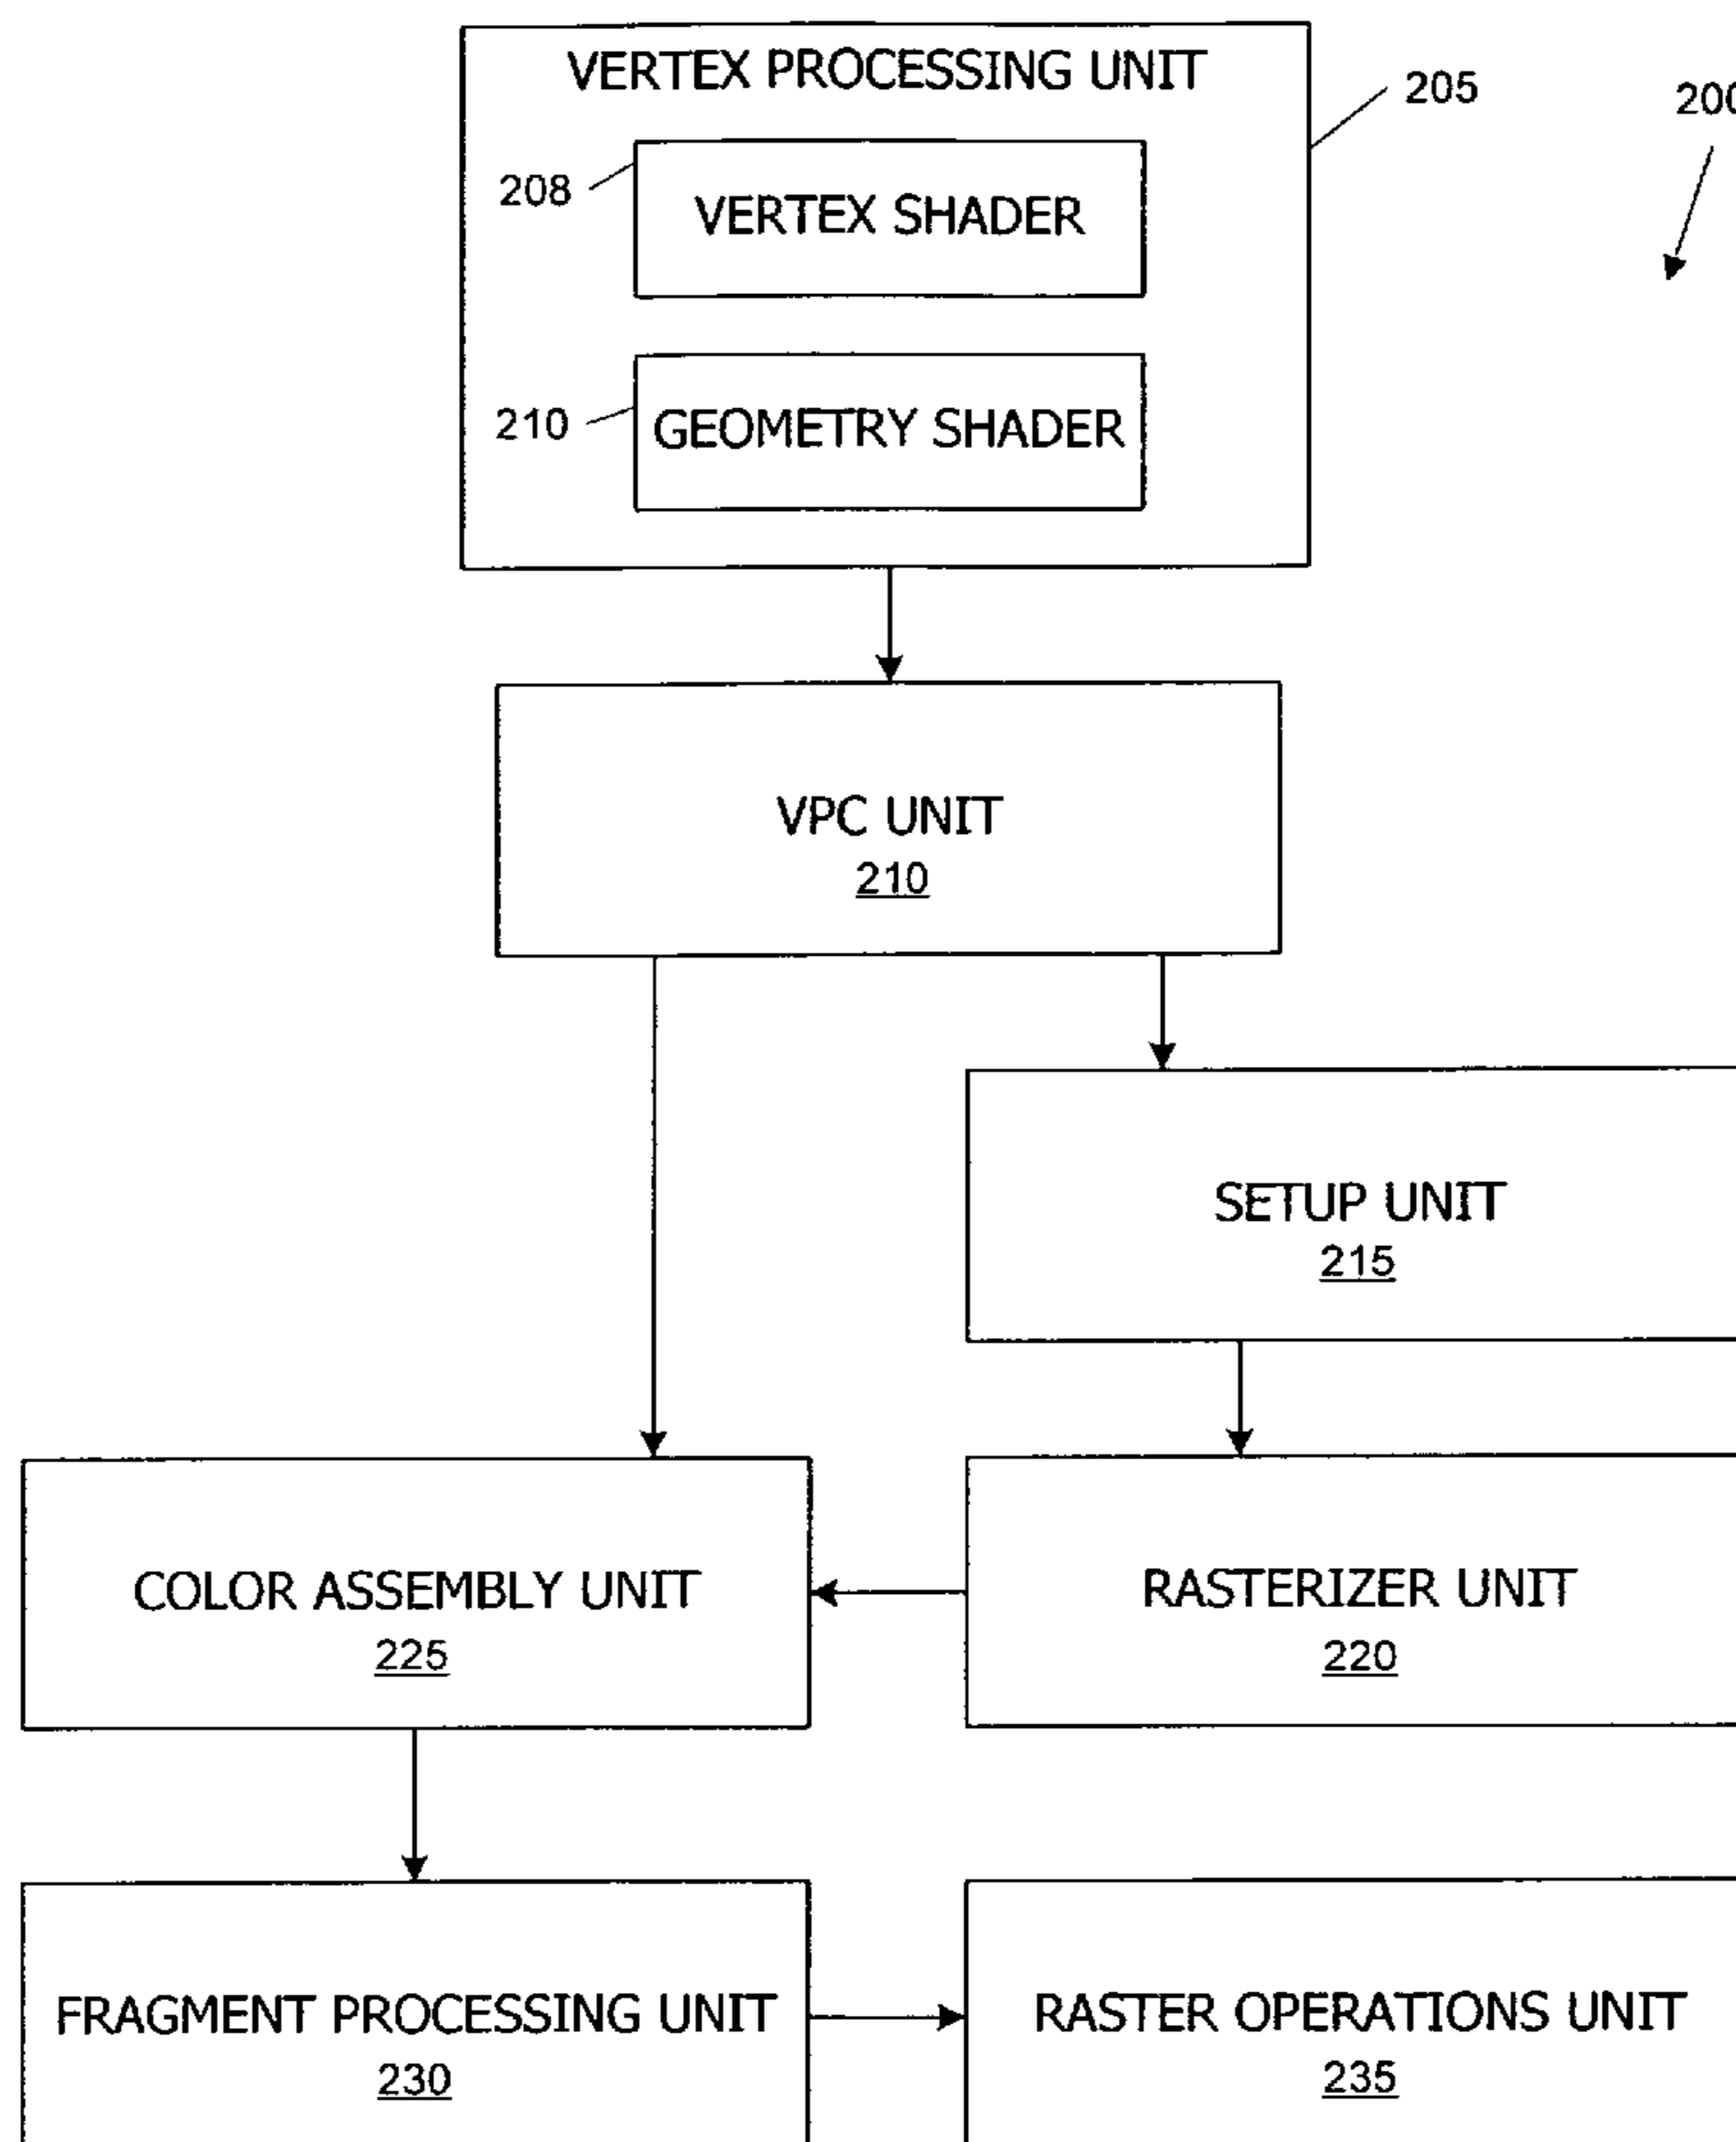 VERTEX PROCESSING UNIT
205
200
208
VERTEX SHADER
210
GEOMETRY SHADER
VPC UNIT
210
SETUP UNIT
215
COLOR ASSEMBLY UNIT
225
RASTERIZER UNIT
220
FRAGMENT PROCESSING UNIT
230
RASTER OPERATIONS UNIT
235